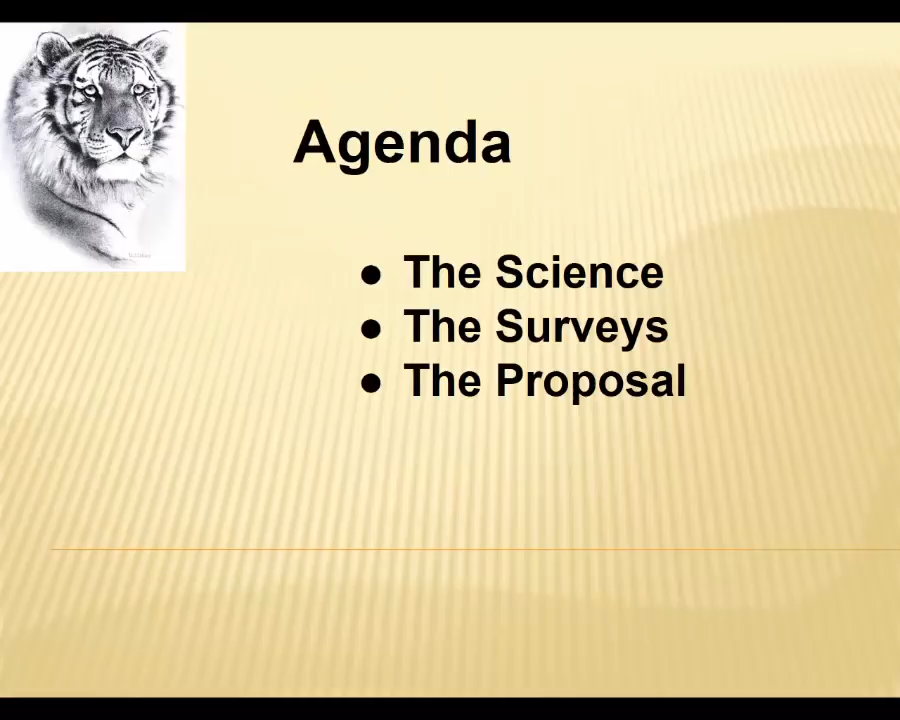 Agenda
● The Science
● The Surveys
● The Proposal